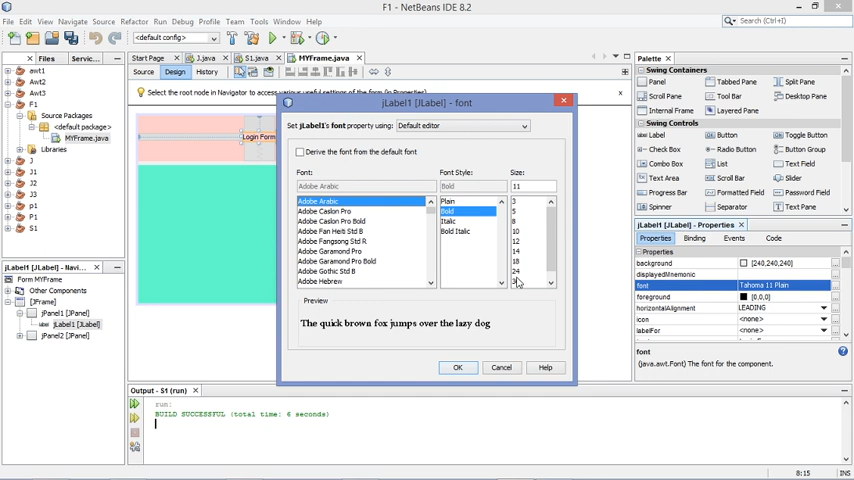 F1 - NetBeans IDE 8.2
File Edit View Navigate Source Refactor Run Debug Profile Team Tools Window Help
Search (Ctrl+I)
<default config>
Files Servic...
Start Page J.java S1.java MYFrame.java
Palette
Source Design History
awt1
Awt2
Awt3
F1
Source Packages
<default package>
MYFrame.java
Libraries
J
J1
J2
J3
p1
P1
S1
Select the root node in Navigator to access various useful settings of the form (in Properties).
Login Form
jLabel1 [JLabel] - font
Set jLabel1's font property using: Default editor
Derive the font from the default font
Font: Font Style: Size:
Adobe Arabic Bold 11
Adobe Arabic Plain 3
Adobe Caslon Pro Bold 5
Adobe Caslon Pro Bold Italic 8
Adobe Fan Heiti Std B Bold Italic 10
Adobe Fangsong Std R 12
Adobe Garamond Pro 14
Adobe Garamond Pro Bold 18
Adobe Gothic Std B 24
Adobe Hebrew
Preview
The quick brown fox jumps over the lazy dog
OK Cancel Help
Swing Containers
Panel Tabbed Pane Split Pane
Scroll Pane Tool Bar Desktop Pane
Internal Frame Layered Pane
Swing Controls
Label Button Toggle Button
Check Box Radio Button Button Group
Combo Box List Text Field
Text Area Scroll Bar Slider
Progress Bar Formatted Field Password Field
Spinner Separator Text Pane
jLabel1 [JLabel] - Properties
Properties Binding Events Code
Properties
background [240,240,240]
displayedMnemonic
font Tahoma 11 Plain
foreground [0,0,0]
horizontalAlignment LEADING
icon <none>
labelFor <none>
font
(java.awt.Font) The font for the component.
jLabel1 [JLabel] - Navi...
Form MYFrame
Other Components
[JFrame]
jPanel1 [JPanel]
jLabel1 [JLabel]
jPanel2 [JPanel]
Output - S1 (run)
run:
BUILD SUCCESSFUL (total time: 6 seconds)
8:15 INS